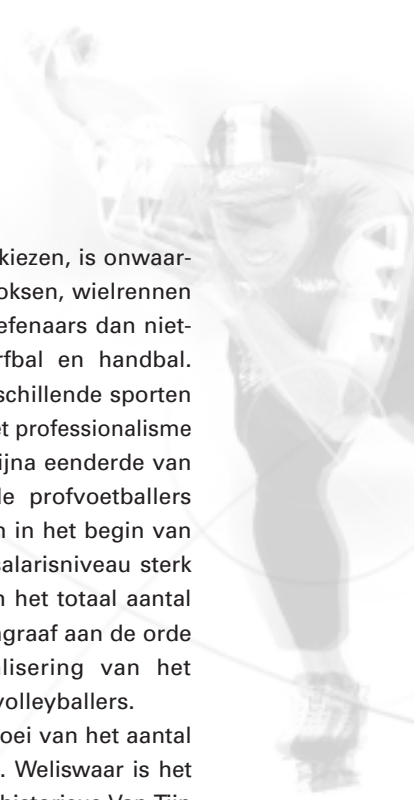 kiezen, is onwaar-
oksen, wielrennen
efenaars dan niet-
rfbal en handbal.
schillende sporten
t professionalisme
ijna eenderde van
le profvoetballers
n in het begin van
alarisniveau sterk
n het totaal aantal
graaf aan de orde
lisering van het
volleyballers.
oei van het aantal
. Weliswaar is het
historicus Van Tijn